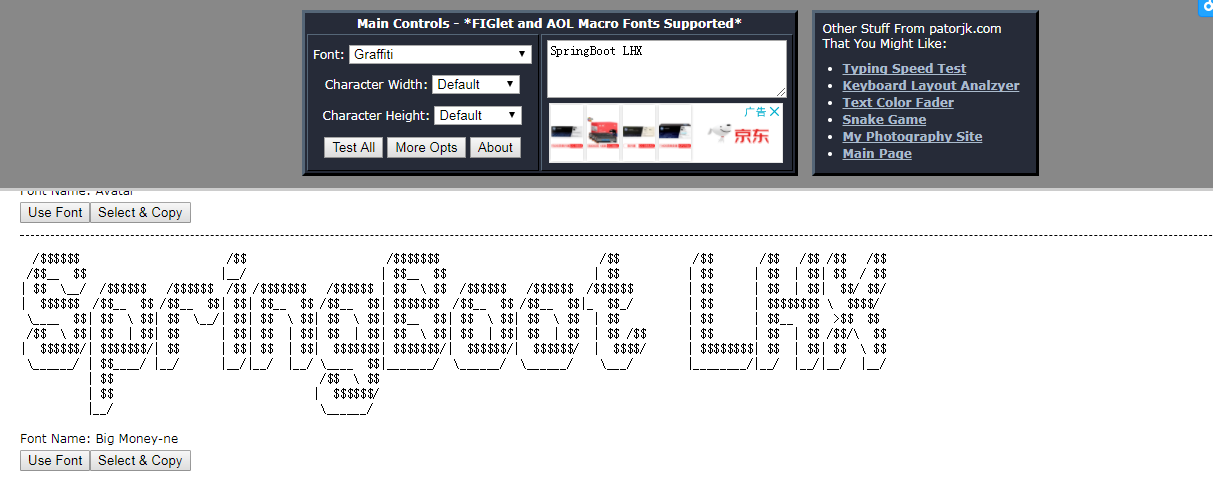 Main Controls - *FIGlet and AOL Macro Fonts Supported*
Font: Graffiti
Character Width: Default
Character Height: Default
Test All More Opts About
SpringBoot LHX
广告
京东
Other Stuff From patorjk.com
That You Might Like:
Typing Speed Test
Keyboard Layout Analzyer
Text Color Fader
Snake Game
My Photography Site
Main Page
Font Name: Avatar
Use Font Select & Copy
SpringBoot LHX
Font Name: Big Money-ne
Use Font Select & Copy